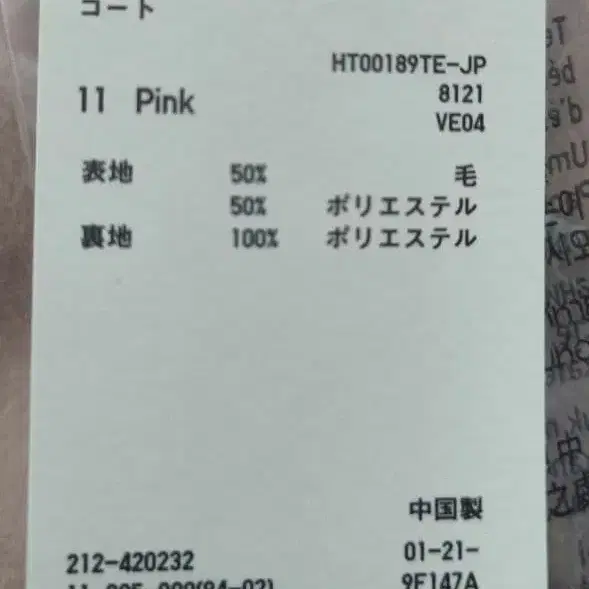 コート
HT00189TE-JP
11 Pink
8121
VE04
表地 50% 毛
50% ポリエステル
裏地 100% ポリエステル
中国製
212-420232
01-21-
9F147A